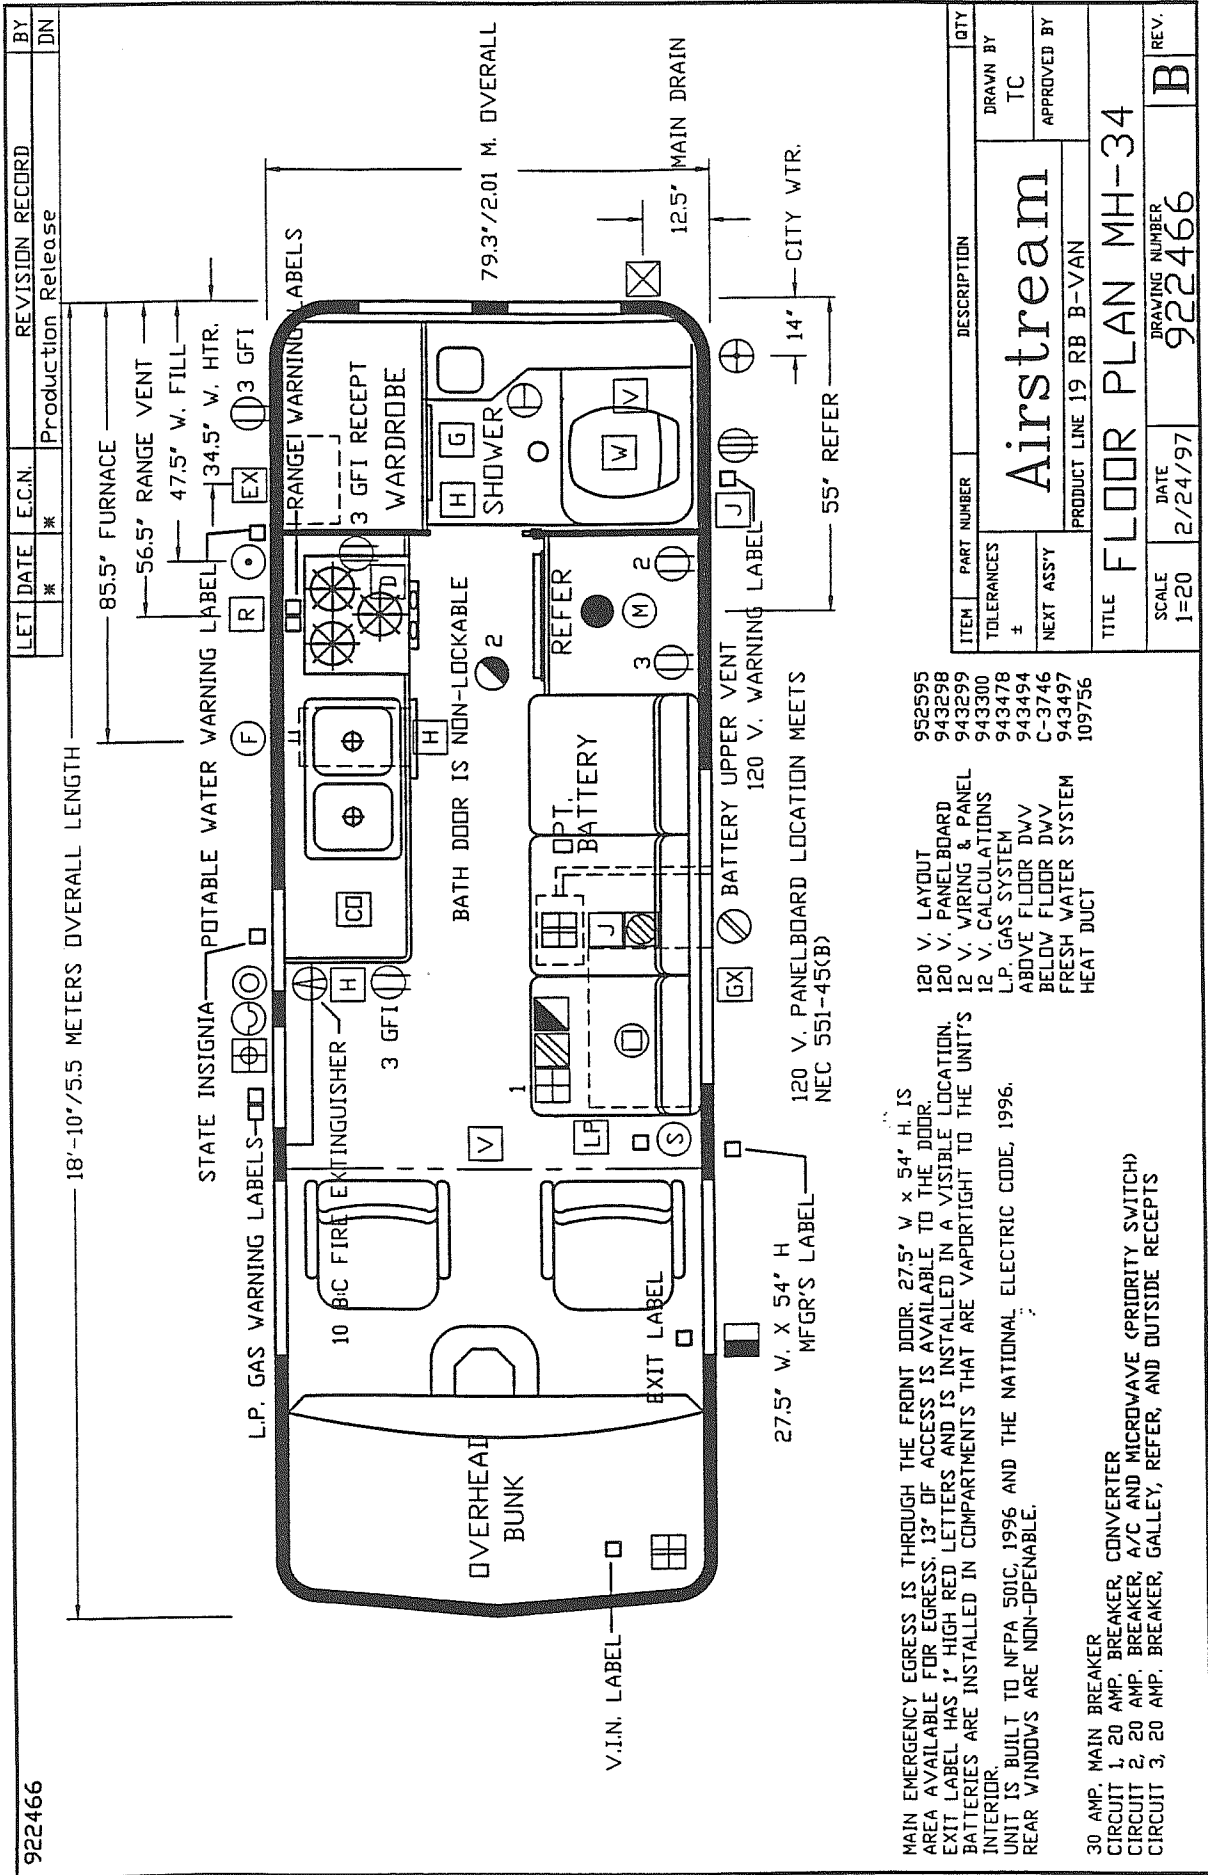 922466
LET DATE E.C.N. REVISION RECORD BY
* * Production Release DN
18'-10"/5.5 METERS OVERALL LENGTH
85.5" FURNACE
56.5" RANGE VENT
47.5" W. FILL
34.5" W. HTR.
STATE INSIGNIA
POTABLE WATER WARNING LABEL
L.P. GAS WARNING LABELS
F
R
EX
3 GFI
RANGE WARNING LABELS
3 GFI RECEPT
WARDROBE
79.3"/2.01 M. OVERALL
10 B:C FIRE EXTINGUISHER
H
3 GFI
CO
H
D
BATH DOOR IS NON-LOCKABLE
2
H
G
SHOWER
W
V
12.5" MAIN DRAIN
OVERHEAD
BUNK
V
LP
S
1
J
OPT.
BATTERY
REFER
M
3
2
EXIT LABEL
V.I.N. LABEL
27.5" W. X 54" H
MFGR'S LABEL
GX
BATTERY UPPER VENT
120 V. WARNING LABEL
J
14"
CITY WTR.
55" REFER
120 V. PANELBOARD LOCATION MEETS
NEC 551-45(B)
MAIN EMERGENCY EGRESS IS THROUGH THE FRONT DOOR. 27.5" W x 54" H. IS
AREA AVAILABLE FOR EGRESS. 13" OF ACCESS IS AVAILABLE TO THE DOOR.
EXIT LABEL HAS 1" HIGH RED LETTERS AND IS INSTALLED IN A VISIBLE LOCATION.
BATTERIES ARE INSTALLED IN COMPARTMENTS THAT ARE VAPORTIGHT TO THE UNIT'S
INTERIOR.
UNIT IS BUILT TO NFPA 501C, 1996 AND THE NATIONAL ELECTRIC CODE, 1996.
REAR WINDOWS ARE NON-OPENABLE.
30 AMP. MAIN BREAKER
CIRCUIT 1, 20 AMP. BREAKER, CONVERTER
CIRCUIT 2, 20 AMP. BREAKER, A/C AND MICROWAVE (PRIORITY SWITCH)
CIRCUIT 3, 20 AMP. BREAKER, GALLEY, REFER, AND OUTSIDE RECEPTS
120 V. LAYOUT 952595
120 V. PANELBOARD 943298
12 V. WIRING & PANEL 943299
12 V. CALCULATIONS 943300
L.P. GAS SYSTEM 943478
ABOVE FLOOR DWV 943494
BELOW FLOOR DWV C-3746
FRESH WATER SYSTEM 943497
HEAT DUCT 109756
ITEM PART NUMBER DESCRIPTION QTY
TOLERANCES
±
NEXT ASS'Y
Airstream
DRAWN BY
TC
APPROVED BY
PRODUCT LINE 19 RB B-VAN
TITLE FLOOR PLAN MH-34
SCALE
1=20
DATE
2/24/97
DRAWING NUMBER
922466
B
REV.